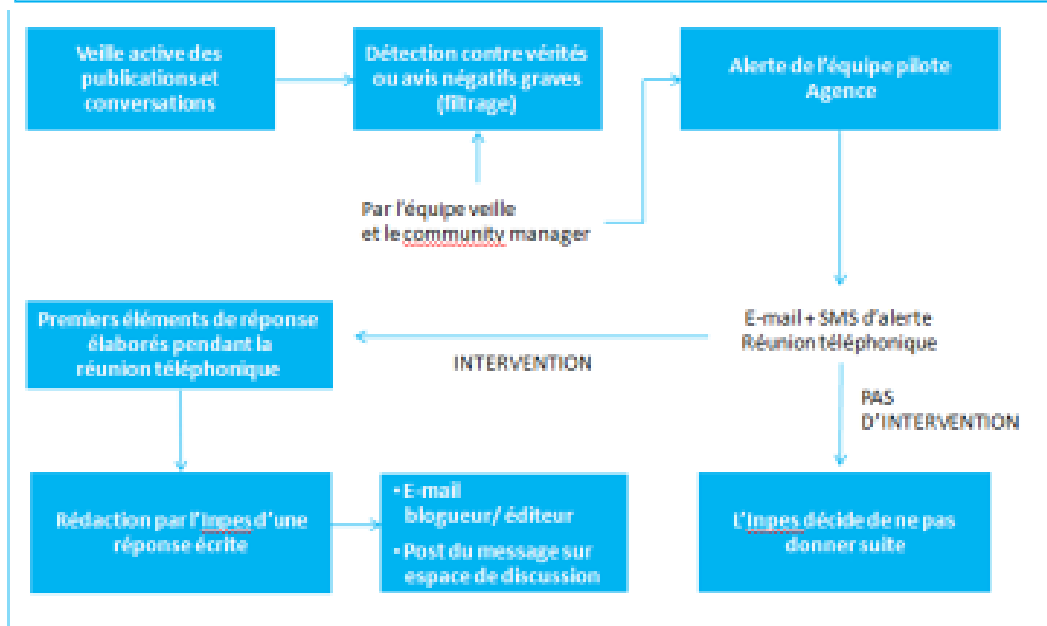 Veille active des
publications et
conversations
Détection contre vérités
ou avis négatifs graves
(filtrage)
Alerte de l'équipe pilote
Agence
Par l'équipe veille
et le community manager
E-mail + SMS d'alerte
Réunion téléphonique
INTERVENTION
Premiers éléments de réponse
élaborés pendant la
réunion téléphonique
PAS
D'INTERVENTION
Rédaction par l'Inpes d'une
réponse écrite
• E-mail
blogueur/ éditeur
• Post du message sur
espace de discussion
L'Inpes décide de ne pas
donner suite